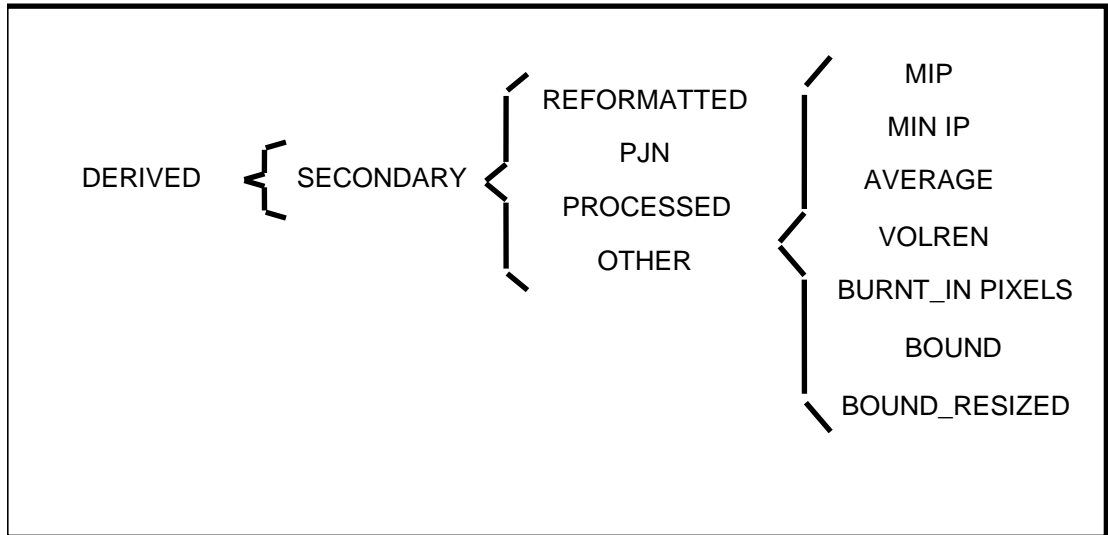 DERIVED
SECONDARY
REFORMATTED
PJN
PROCESSED
OTHER
MIP
MIN IP
AVERAGE
VOLREN
BURNT_IN PIXELS
BOUND
BOUND_RESIZED